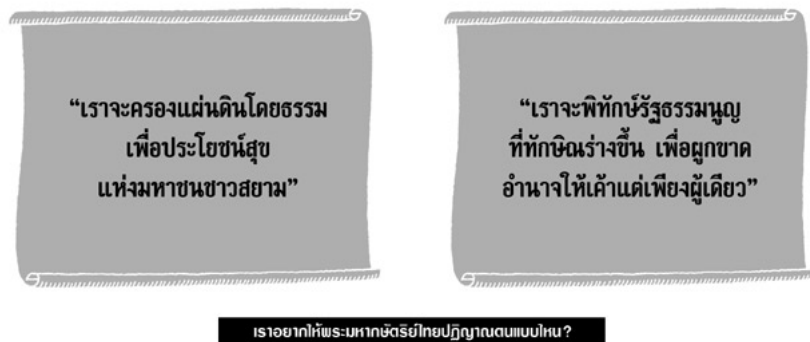 “เราจะครองแผ่นดินโดยธรรม
เพื่อประโยชน์สุข
แห่งมหาชนชาวสยาม”
“เราจะพิทักษ์รัฐธรรมนูญ
ที่ทักษิณร่างขึ้น เพื่อผูกขาด
อำนาจให้เค้าแต่เพียงผู้เดียว”
เราอยากให้พระมหากษัตริย์ไทยปฏิญาณตนแบบไหน?